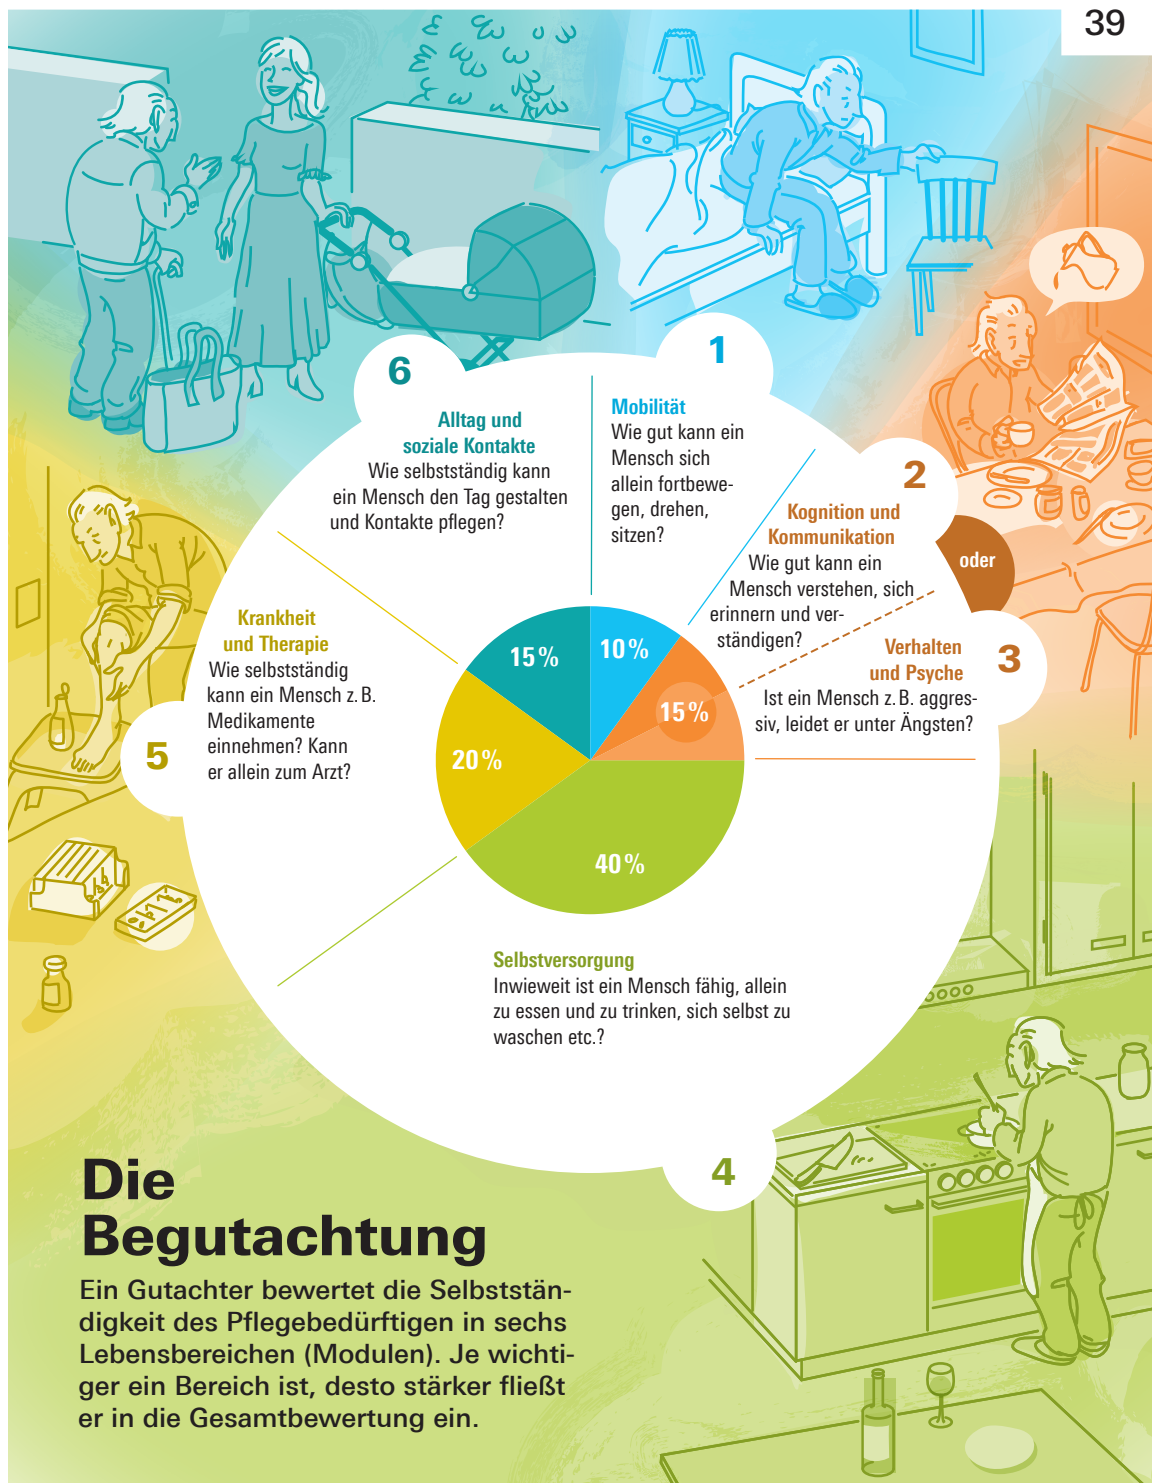 39
6
Alltag und
soziale Kontakte
Wie selbstständig kann
ein Mensch den Tag gestalten
und Kontakte pflegen?
1
Mobilität
Wie gut kann ein
Mensch sich
allein fortbewe-
gen, drehen,
sitzen?
2
Kognition und
Kommunikation
Wie gut kann ein
Mensch verstehen, sich
erinnern und ver-
ständigen?
oder
3
Verhalten
und Psyche
Ist ein Mensch z. B. aggres-
siv, leidet er unter Ängsten?
5
Krankheit
und Therapie
Wie selbstständig
kann ein Mensch z. B.
Medikamente
einnehmen? Kann
er allein zum Arzt?
15 %
10 %
15 %
20 %
40 %
Selbstversorgung
Inwieweit ist ein Mensch fähig, allein
zu essen und zu trinken, sich selbst zu
waschen etc.?
4
Die
Begutachtung
Ein Gutachter bewertet die Selbststän-
digkeit des Pflegebedürftigen in sechs
Lebensbereichen (Modulen). Je wichti-
ger ein Bereich ist, desto stärker fließt
er in die Gesamtbewertung ein.